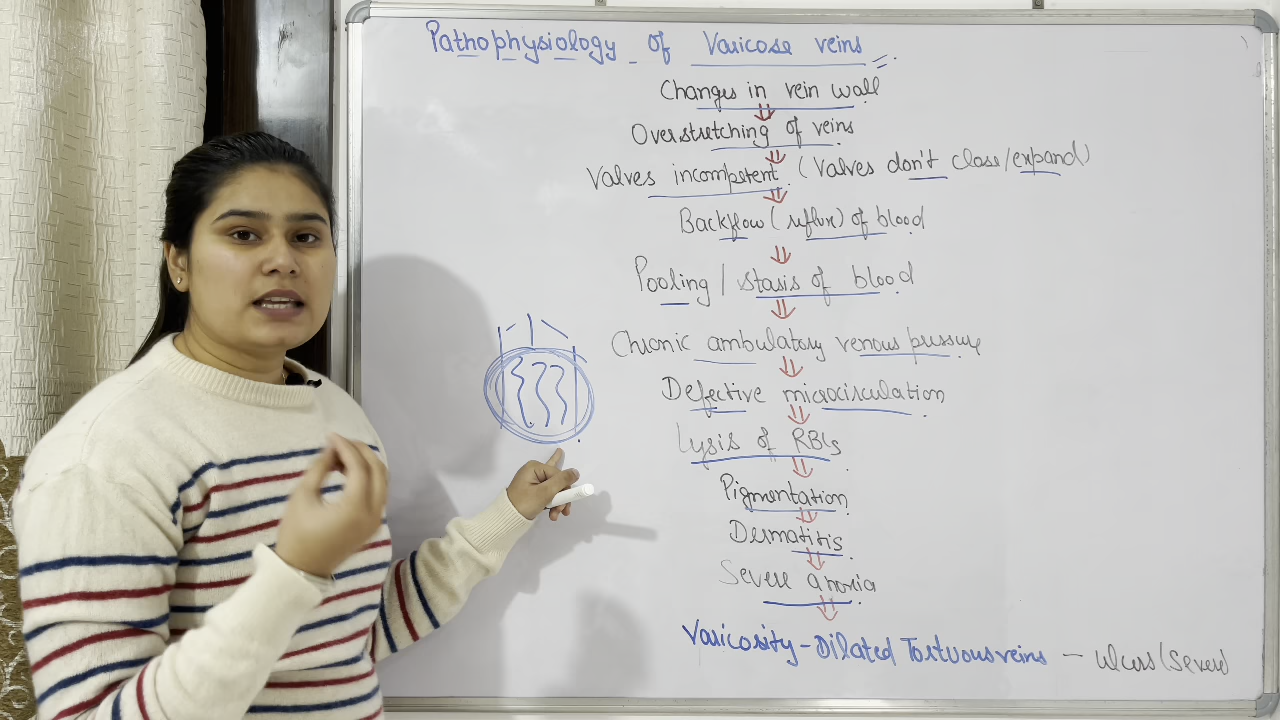 Pathophysiology of Varicose veins
Changes in vein wall
Overstretching of veins
Valves incompetent (Valves don't close/expand)
Backflow (reflux) of blood
Pooling / stasis of blood
Chronic ambulatory venous pressure
Defective microcirculation
Lysis of RBCs
Pigmentation
Dermatitis
Severe anoxia
Varicosity - Dilated Tortuous veins - Ulcers (Severe)